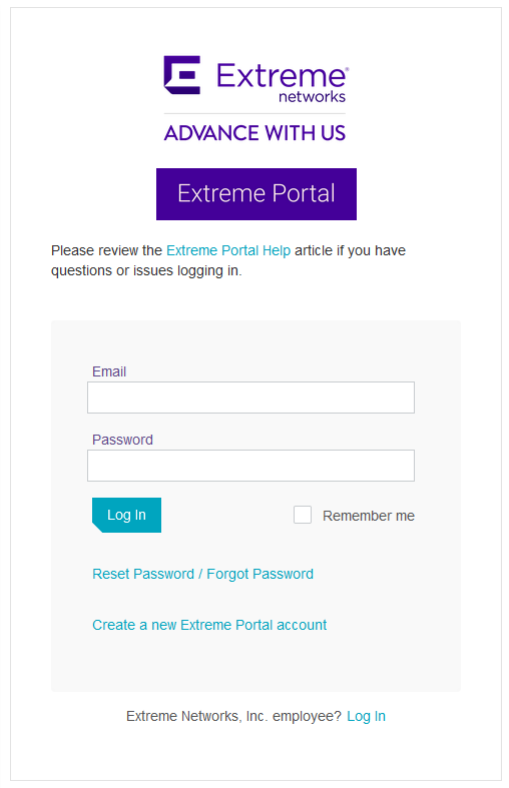 Extreme®
networks
ADVANCE WITH US
Extreme Portal
Please review the Extreme Portal Help article if you have
questions or issues logging in.
Email
Password
Log In
Remember me
Reset Password / Forgot Password
Create a new Extreme Portal account
Extreme Networks, Inc. employee? Log In